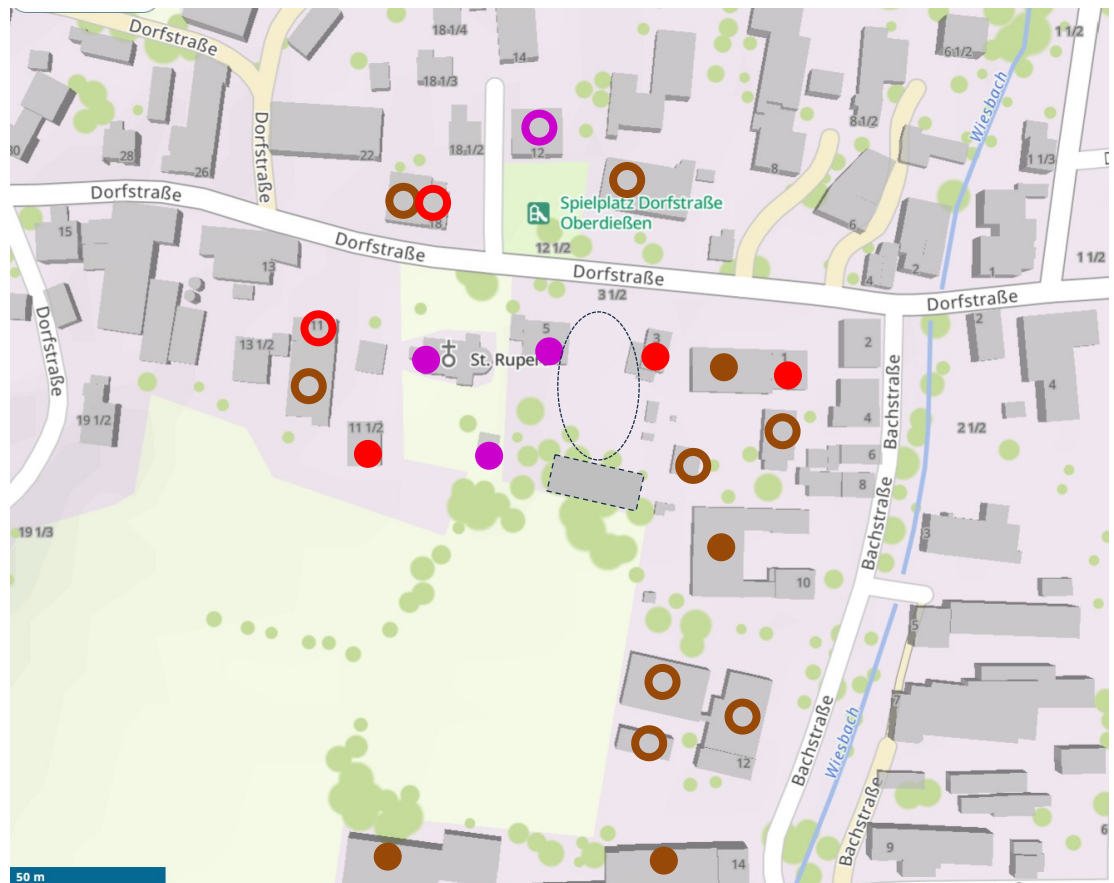 Dorfstraße
18 1/4
14
6 1/2
1 1/2
18 1/3
Wiesbach
8 1/2
30
28
26
22
Dorfstraße
18 1/2
12
8
1 1/3
D
Dorfstraße
Spielplatz Dorfstraße
Oberdießen
15
18
6
13
Dorfstraße
12 1/2
Dorfstraße
4
2
1
1 1/2
3 1/2
Dorfstraße
Dorfstraße
11
5
3
2
2
13 1/2
St. Rupert
1
4
19 1/2
11 1/2
4
Bachstraße
2 1/2
6
8
19 1/3
Bachstraße
3
10
5
7
12
Bachstraße
Wiesbach
Bachstraße
6
9
14
50 m